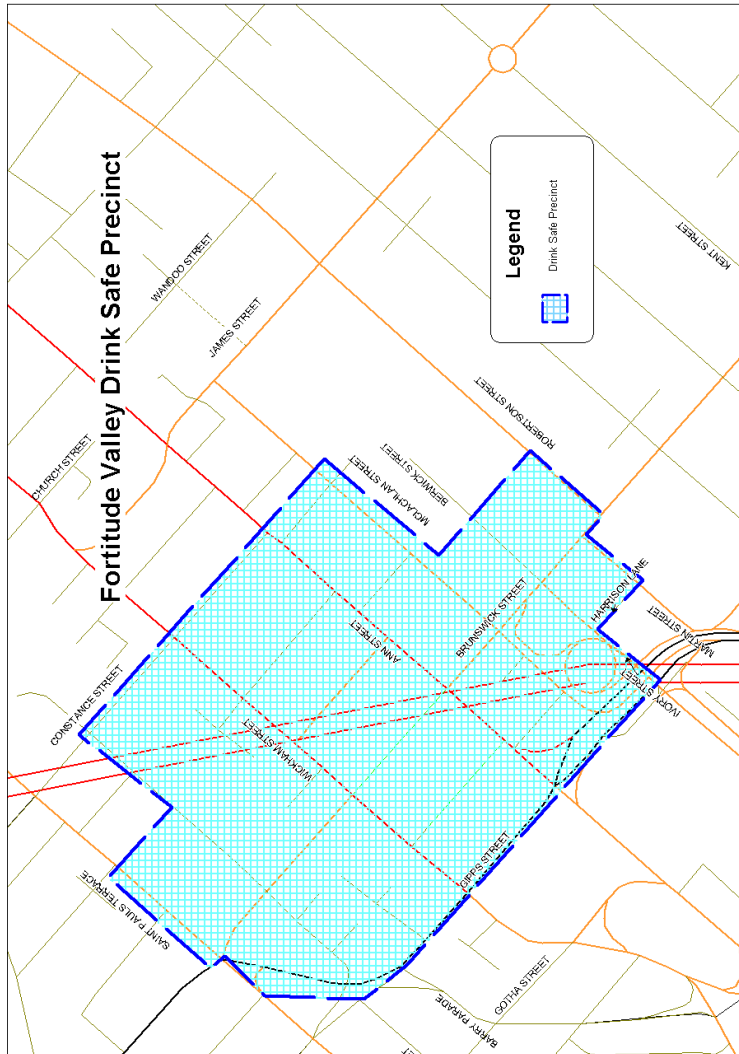 Fortitude Valley Drink Safe Precinct
WANDOO STREET
JAMES STREET
CHURCH STREET
Legend
Drink Safe Precinct
KENT STREET
ROBERTSON STREET
MCLACHLAN STREET
BERWICK STREET
CONSTANCE STREET
ANN STREET
BRUNSWICK STREET
HARRISON LANE
MARTIN STREET
IVORY STREET
WICKHAM STREET
GIPPS STREET
SAINT PAULS TERRACE
GOTHA STREET
BARRY PARADE